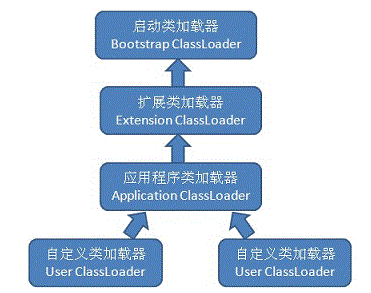 启动类加载器
Bootstrap ClassLoader
扩展类加载器
Extension ClassLoader
应用程序类加载器
Application ClassLoader
自定义类加载器
User ClassLoader
自定义类加载器
User ClassLoader